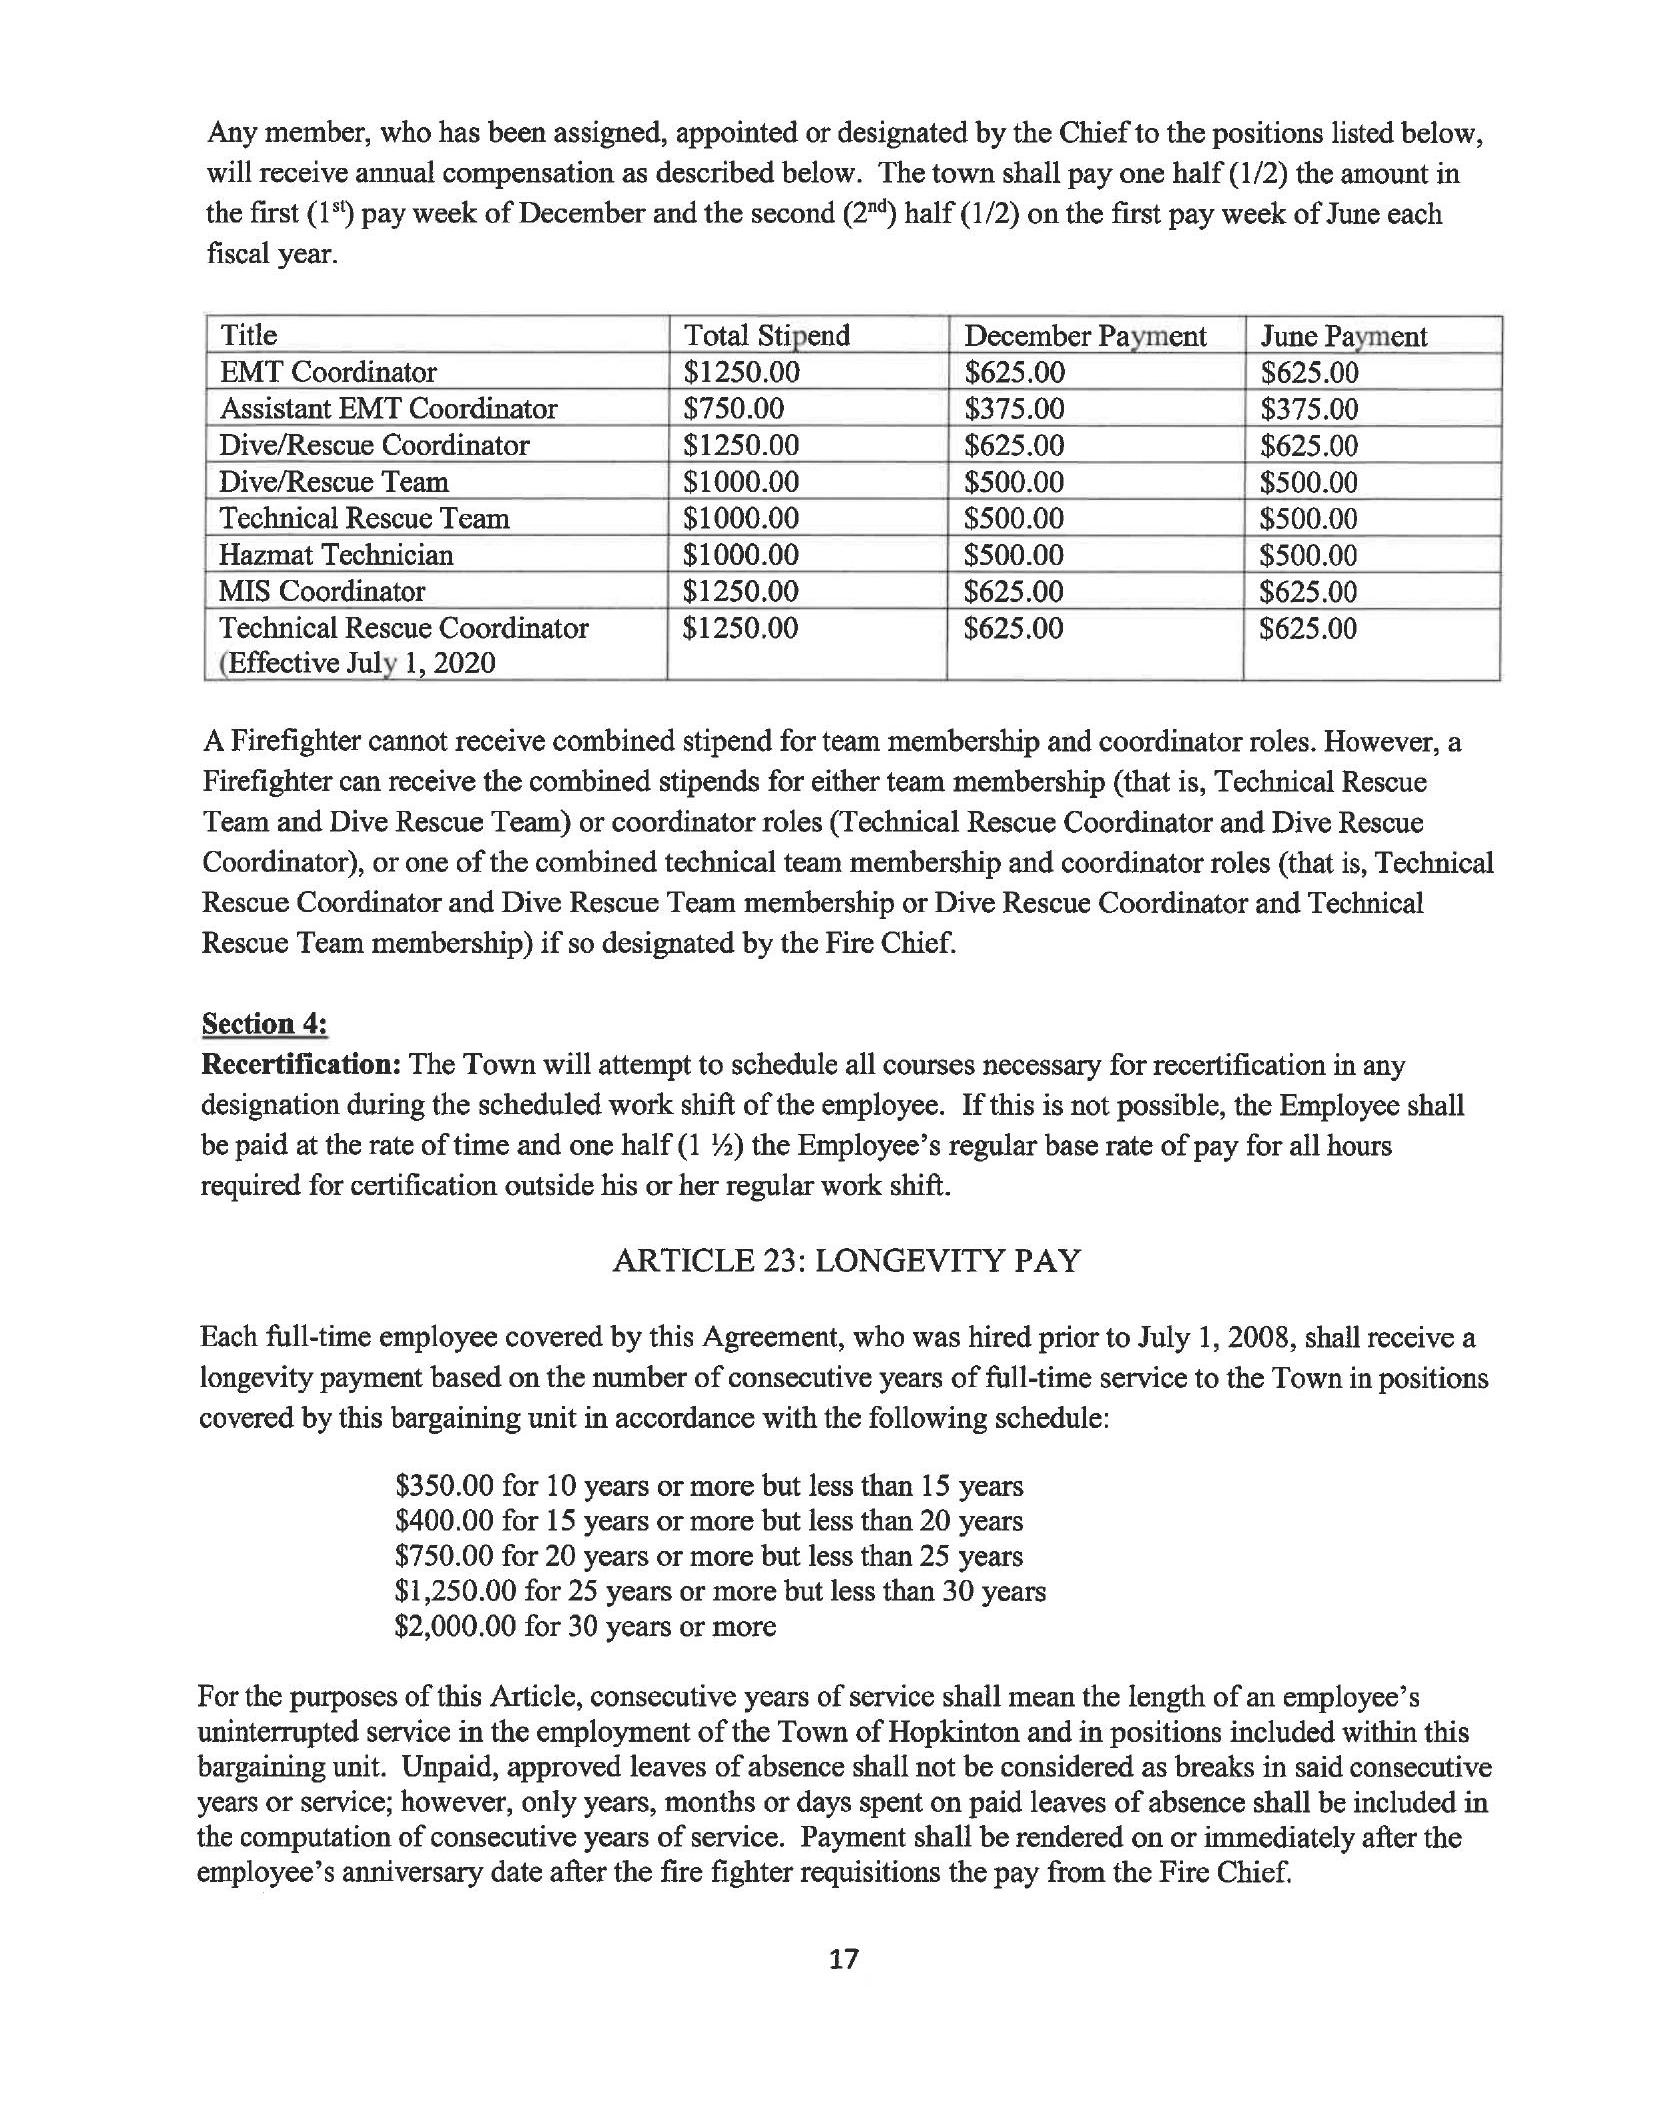 Any member, who has been assigned, appointed or designated by the Chief to the positions listed below,
will receive annual compensation as described below.  The town shall pay one half (1/2) the amount in
the first (1st) pay week of December and the second (2nd) half (1/2) on the first pay week of June each
fiscal year.
Title Total Stipend December Payment June Payment
EMT Coordinator $1250.00 $625.00 $625.00
Assistant EMT Coordinator $750.00 $375.00 $375.00
Dive/Rescue Coordinator $1250.00 $625.00 $625.00
Dive/Rescue Team $1000.00 $500.00 $500.00
Technical Rescue Team $1000.00 $500.00 $500.00
Hazmat Technician $1000.00 $500.00 $500.00
MIS Coordinator $1250.00 $625.00 $625.00
Technical Rescue Coordinator $1250.00 $625.00 $625.00
(Effective July 1, 2020
A Firefighter cannot receive combined stipend for team membership and coordinator roles. However, a
Firefighter can receive the combined stipends for either team membership (that is, Technical Rescue
Team and Dive Rescue Team) or coordinator roles (Technical Rescue Coordinator and Dive Rescue
Coordinator), or one of the combined technical team membership and coordinator roles (that is, Technical
Rescue Coordinator and Dive Rescue Team membership or Dive Rescue Coordinator and Technical
Rescue Team membership) if so designated by the Fire Chief.
Section 4:
Recertification: The Town will attempt to schedule all courses necessary for recertification in any
designation during the scheduled work shift of the employee.  If this is not possible, the Employee shall
be paid at the rate of time and one half (1 ½) the Employee's regular base rate of pay for all hours
required for certification outside his or her regular work shift.
ARTICLE 23: LONGEVITY PAY
Each full-time employee covered by this Agreement, who was hired prior to July 1, 2008, shall receive a
longevity payment based on the number of consecutive years of full-time service to the Town in positions
covered by this bargaining unit in accordance with the following schedule:
$350.00 for 10 years or more but less than 15 years
$400.00 for 15 years or more but less than 20 years
$750.00 for 20 years or more but less than 25 years
$1,250.00 for 25 years or more but less than 30 years
$2,000.00 for 30 years or more
For the purposes of this Article, consecutive years of service shall mean the length of an employee's
uninterrupted service in the employment of the Town of Hopkinton and in positions included within this
bargaining unit.  Unpaid, approved leaves of absence shall not be considered as breaks in said consecutive
years or service; however, only years, months or days spent on paid leaves of absence shall be included in
the computation of consecutive years of service.  Payment shall be rendered on or immediately after the
employee's anniversary date after the fire fighter requisitions the pay from the Fire Chief.
17